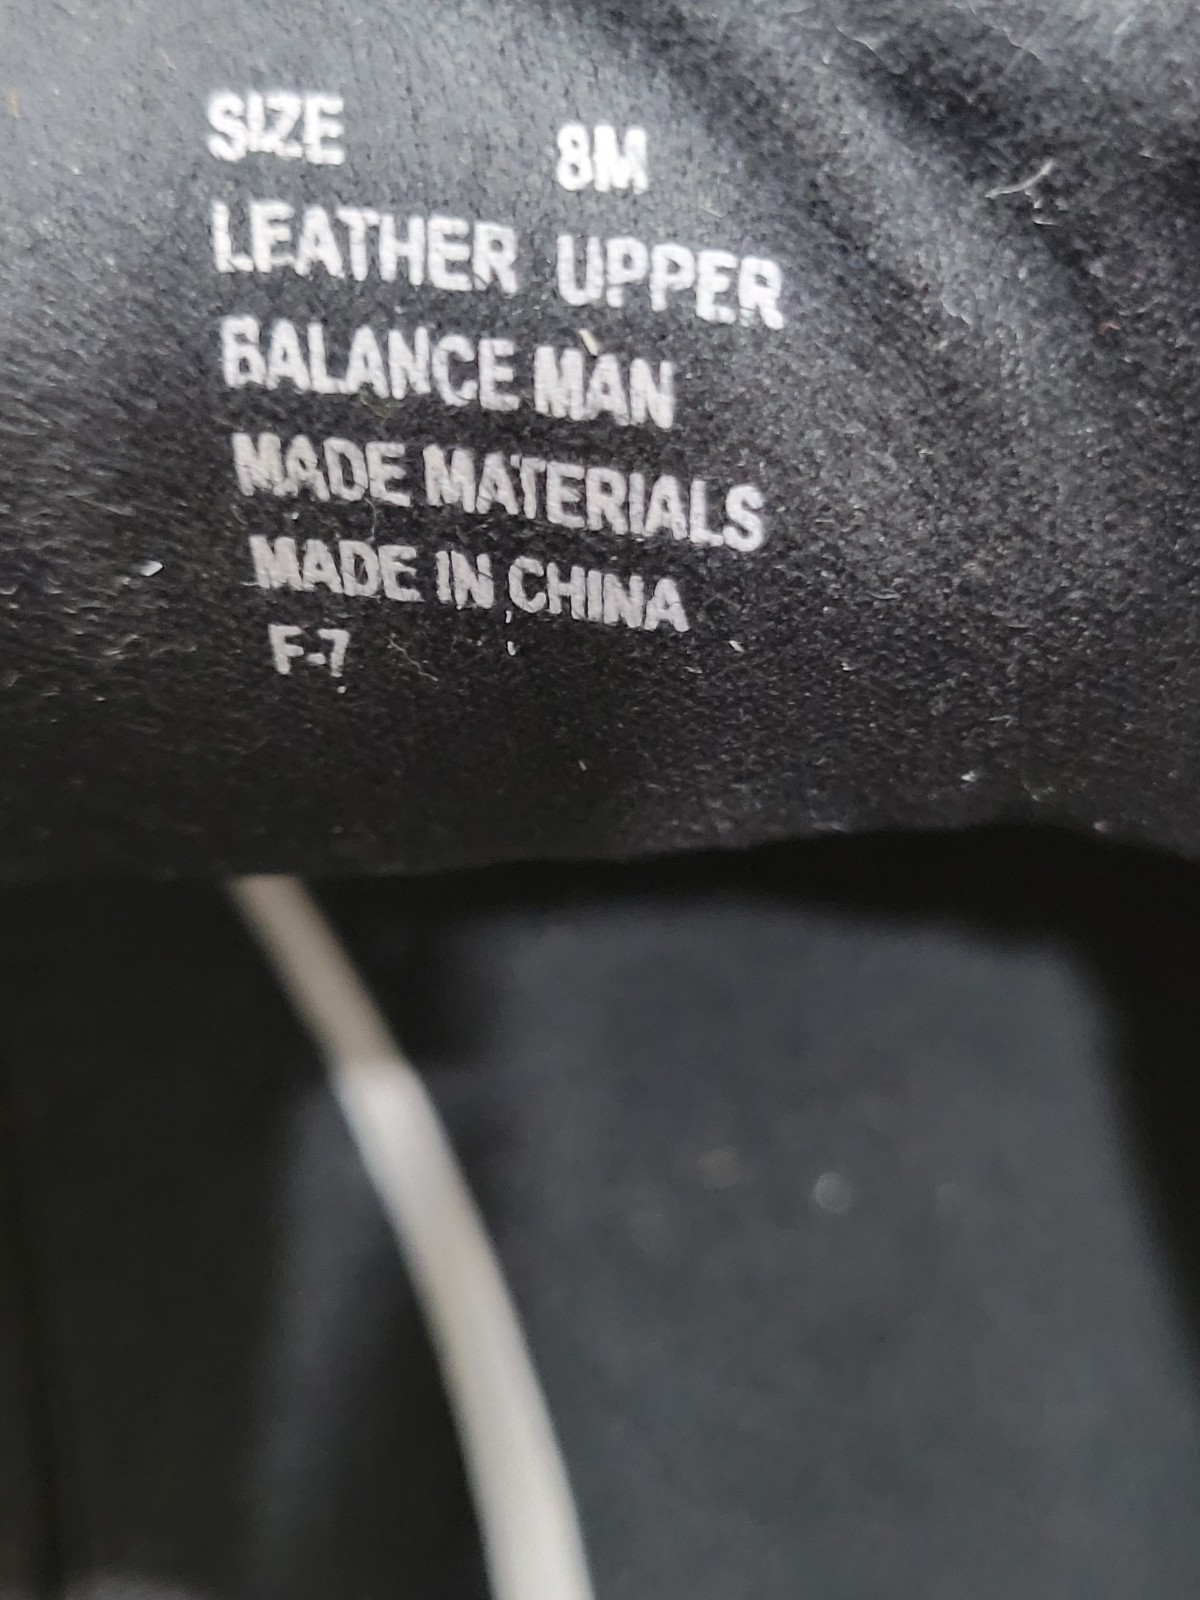 SIZE 8M
LEATHER UPPER
BALANCE MAN
MADE MATERIALS
MADE IN CHINA
F-7